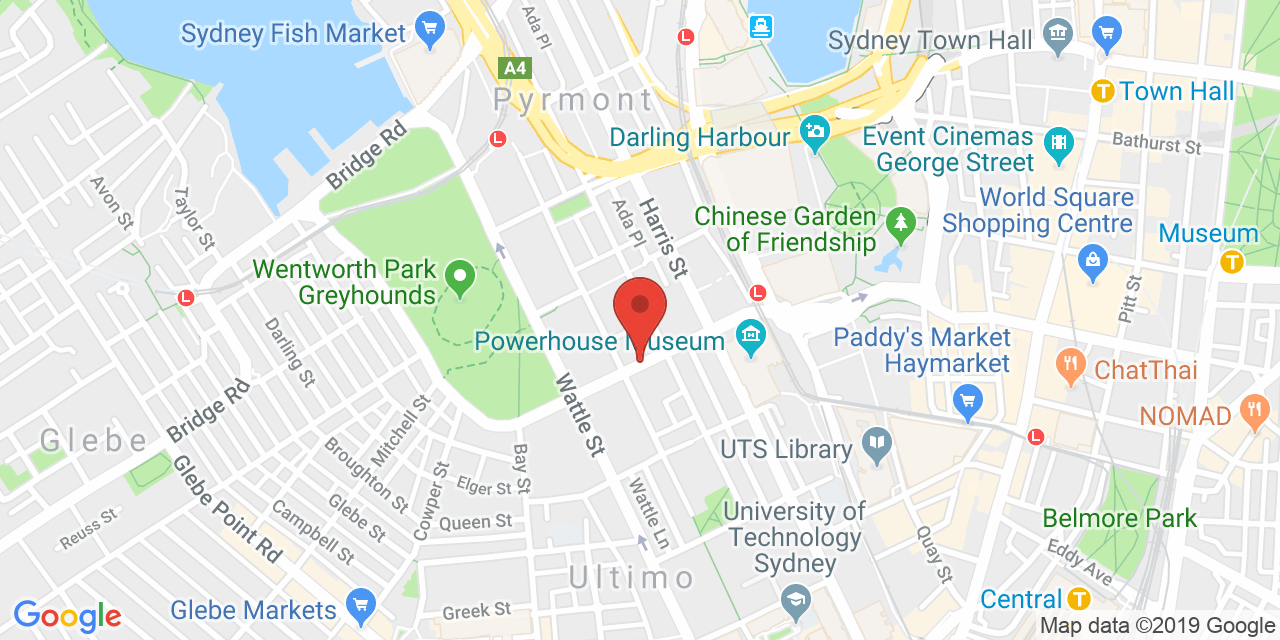 Sydney Fish Market
Ada Pl
Sydney Town Hall
A4
Pyrmont
T
Town Hall
L
Darling Harbour
Event Cinemas
George Street
Bathurst St
L
Bridge Rd
Avon St
Taylor St
Ada Pl
Harris St
World Square
Shopping Centre
Chinese Garden
of Friendship
Museum
T
Wentworth Park
Greyhounds
L
L
Pitt St
Darling St
Powerhouse Museum
Paddy's Market
Haymarket
ChatThai
NOMAD
Bridge Rd
Mitchell St
Wattle St
Glebe
L
UTS Library
Broughton St
Bay St
Glebe Point Rd
Cowper St
Elger St
Wattle Ln
Reuss St
Campbell St
Glebe St
Queen St
University of
Technology
Sydney
Belmore Park
Quay St
Eddy Ave
Ultimo
Central
T
Glebe Markets
Greek St
Google
Map data ©2019 Google